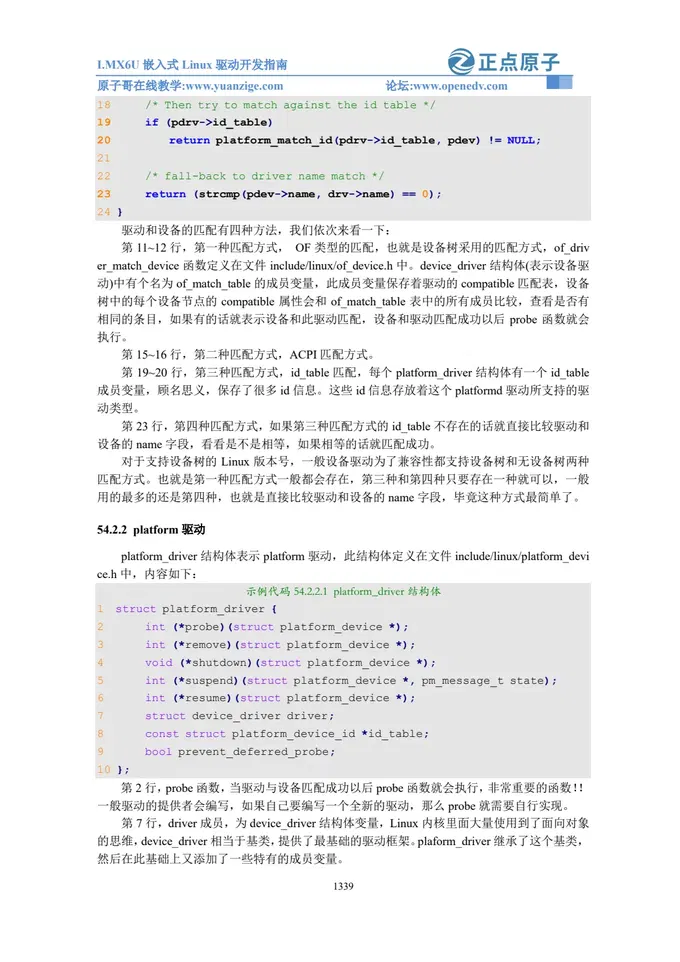 I.MX6U 嵌入式 Linux 驱动开发指南
正点原子
原子哥在线教学:www.yuanzige.com 论坛:www.openedv.com
18 /* Then try to match against the id table */
19 if (pdrv->id_table)
20 return platform_match_id(pdrv->id_table, pdev) != NULL;
21
22 /* fall-back to driver name match */
23 return (strcmp(pdev->name, drv->name) == 0);
24 }
驱动和设备的匹配有四种方法，我们依次来看一下：
第 11~12 行，第一种匹配方式， OF 类型的匹配，也就是设备树采用的匹配方式，of_driv
er_match_device 函数定义在文件 include/linux/of_device.h 中。device_driver 结构体(表示设备驱
动)中有个名为 of_match_table 的成员变量，此成员变量保存着驱动的 compatible 匹配表，设备
树中的每个设备节点的 compatible 属性会和 of_match_table 表中的所有成员比较，查看是否有
相同的条目，如果有的话就表示设备和此驱动匹配，设备和驱动匹配成功以后 probe 函数就会
执行。
第 15~16 行，第二种匹配方式，ACPI 匹配方式。
第 19~20 行，第三种匹配方式，id_table 匹配，每个 platform_driver 结构体有一个 id_table
成员变量，顾名思义，保存了很多 id 信息。这些 id 信息存放着这个 platformd 驱动所支持的驱
动类型。
第 23 行，第四种匹配方式，如果第三种匹配方式的 id_table 不存在的话就直接比较驱动和
设备的 name 字段，看看是不是相等，如果相等的话就匹配成功。
对于支持设备树的 Linux 版本号，一般设备驱动为了兼容性都支持设备树和无设备树两种
匹配方式。也就是第一种匹配方式一般都会存在，第三种和第四种只要存在一种就可以，一般
用的最多的还是第四种，也就是直接比较驱动和设备的 name 字段，毕竟这种方式最简单了。
54.2.2 platform 驱动
platform_driver 结构体表示 platform 驱动，此结构体定义在文件 include/linux/platform_devi
ce.h 中，内容如下：
示例代码 54.2.2.1 platform_driver 结构体
1 struct platform_driver {
2 int (*probe)(struct platform_device *);
3 int (*remove)(struct platform_device *);
4 void (*shutdown)(struct platform_device *);
5 int (*suspend)(struct platform_device *, pm_message_t state);
6 int (*resume)(struct platform_device *);
7 struct device_driver driver;
8 const struct platform_device_id *id_table;
9 bool prevent_deferred_probe;
10 };
第 2 行，probe 函数，当驱动与设备匹配成功以后 probe 函数就会执行，非常重要的函数！！
一般驱动的提供者会编写，如果自己要编写一个全新的驱动，那么 probe 就需要自行实现。
第 7 行，driver 成员，为 device_driver 结构体变量，Linux 内核里面大量使用到了面向对象
的思维，device_driver 相当于基类，提供了最基础的驱动框架。plaform_driver 继承了这个基类，
然后在此基础上又添加了一些特有的成员变量。
1339